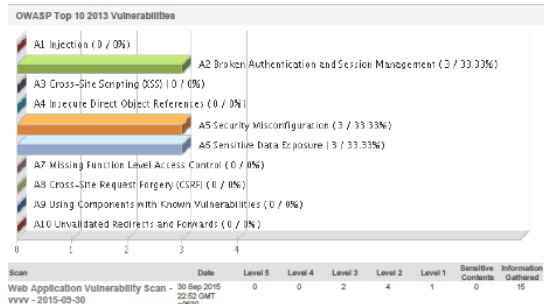 OWASP Top 10 2013 Vulnerabilities
A1 Injection (0 / 0%)
A2 Broken Authentication and Session Management (3 / 33.33%)
A3 Cross-Site Scripting (XSS) (0 / 0%)
A4 Insecure Direct Object References (0 / 0%)
A5 Security Misconfiguration (3 / 33.33%)
A6 Sensitive Data Exposure (3 / 33.33%)
A7 Missing Function Level Access Control (0 / 0%)
A8 Cross-Site Request Forgery (CSRF) (0 / 0%)
A9 Using Components with Known Vulnerabilities (0 / 0%)
A10 Unvalidated Redirects and Forwards (0 / 0%)
0 1 2 3 4
Scan Date Level 5 Level 4 Level 3 Level 2 Level 1 Sensitive Contents Information Gathered
Web Application Vulnerability Scan - 30 Sep 2015 0 0 2 4 1 0 15
vvvv - 2015-09-30 22:52 GMT